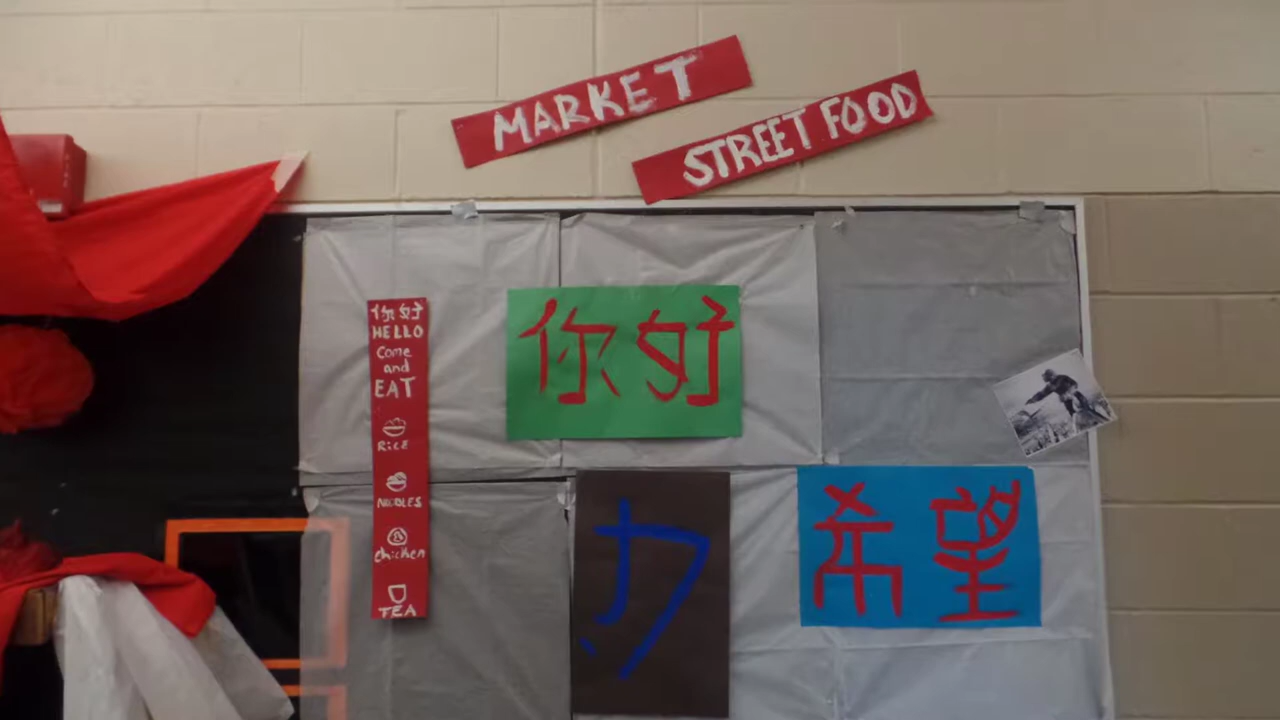 MARKET
STREET FOOD
你好
HELLO
Come
and
EAT
RICE
NOODLES
chicken
TEA
你好
力
希望